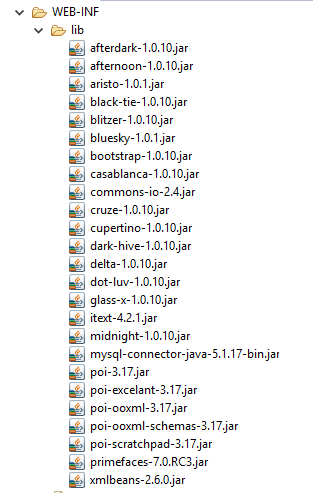 WEB-INF
lib
afterdark-1.0.10.jar
afternoon-1.0.10.jar
aristo-1.0.1.jar
black-tie-1.0.10.jar
blitzer-1.0.10.jar
bluesky-1.0.1.jar
bootstrap-1.0.10.jar
casablanca-1.0.10.jar
commons-io-2.4.jar
cruze-1.0.10.jar
cupertino-1.0.10.jar
dark-hive-1.0.10.jar
delta-1.0.10.jar
dot-luv-1.0.10.jar
glass-x-1.0.10.jar
itext-4.2.1.jar
midnight-1.0.10.jar
mysql-connector-java-5.1.17-bin.jar
poi-3.17.jar
poi-excelant-3.17.jar
poi-ooxml-3.17.jar
poi-ooxml-schemas-3.17.jar
poi-scratchpad-3.17.jar
primefaces-7.0.RC3.jar
xmlbeans-2.6.0.jar